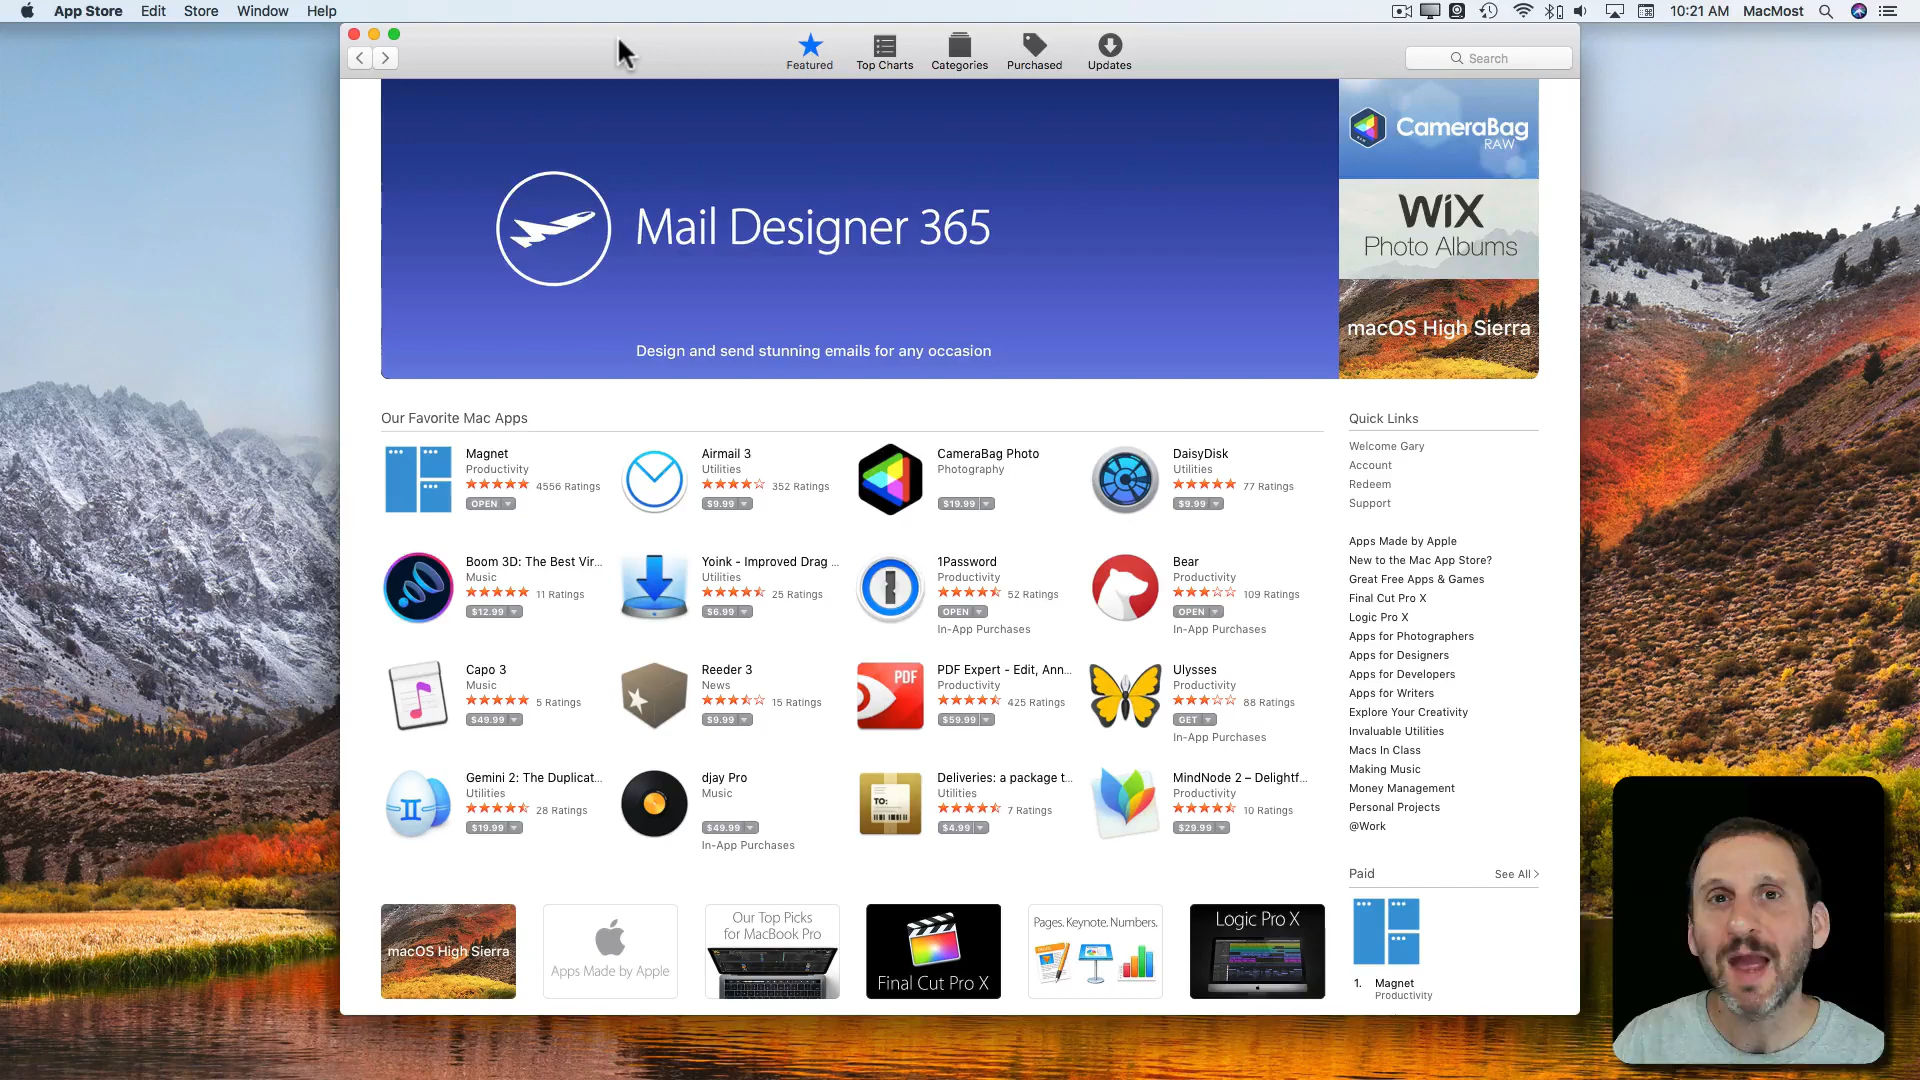 App Store Edit Store Window Help
10:21 AM MacMost
Featured Top Charts Categories Purchased Updates
Search
Mail Designer 365
Design and send stunning emails for any occasion
CameraBag
RAW
WiX
Photo Albums
macOS High Sierra
Our Favorite Mac Apps
Magnet
Productivity
4556 Ratings
OPEN
Airmail 3
Utilities
352 Ratings
$9.99
CameraBag Photo
Photography
$19.99
DaisyDisk
Utilities
77 Ratings
$9.99
Boom 3D: The Best Vir...
Music
11 Ratings
$12.99
Yoink - Improved Drag ...
Utilities
25 Ratings
$6.99
1Password
Productivity
52 Ratings
OPEN
In-App Purchases
Bear
Productivity
109 Ratings
OPEN
In-App Purchases
Capo 3
Music
5 Ratings
$49.99
Reeder 3
News
15 Ratings
$9.99
PDF
PDF Expert - Edit, Ann...
Productivity
425 Ratings
$59.99
Ulysses
Productivity
88 Ratings
GET
In-App Purchases
Gemini 2: The Duplicat...
Utilities
28 Ratings
$19.99
djay Pro
Music
$49.99
In-App Purchases
TO:
Deliveries: a package t...
Utilities
7 Ratings
$4.99
MindNode 2 – Delightf...
Productivity
10 Ratings
$29.99
Quick Links
Welcome Gary
Account
Redeem
Support
Apps Made by Apple
New to the Mac App Store?
Great Free Apps & Games
Final Cut Pro X
Logic Pro X
Apps for Photographers
Apps for Designers
Apps for Developers
Apps for Writers
Explore Your Creativity
Invaluable Utilities
Macs In Class
Making Music
Money Management
Personal Projects
@Work
Paid See All >
1. Magnet
Productivity
macOS High Sierra
Apps Made by Apple
Our Top Picks
for MacBook Pro
Final Cut Pro X
Pages. Keynote. Numbers.
Logic Pro X